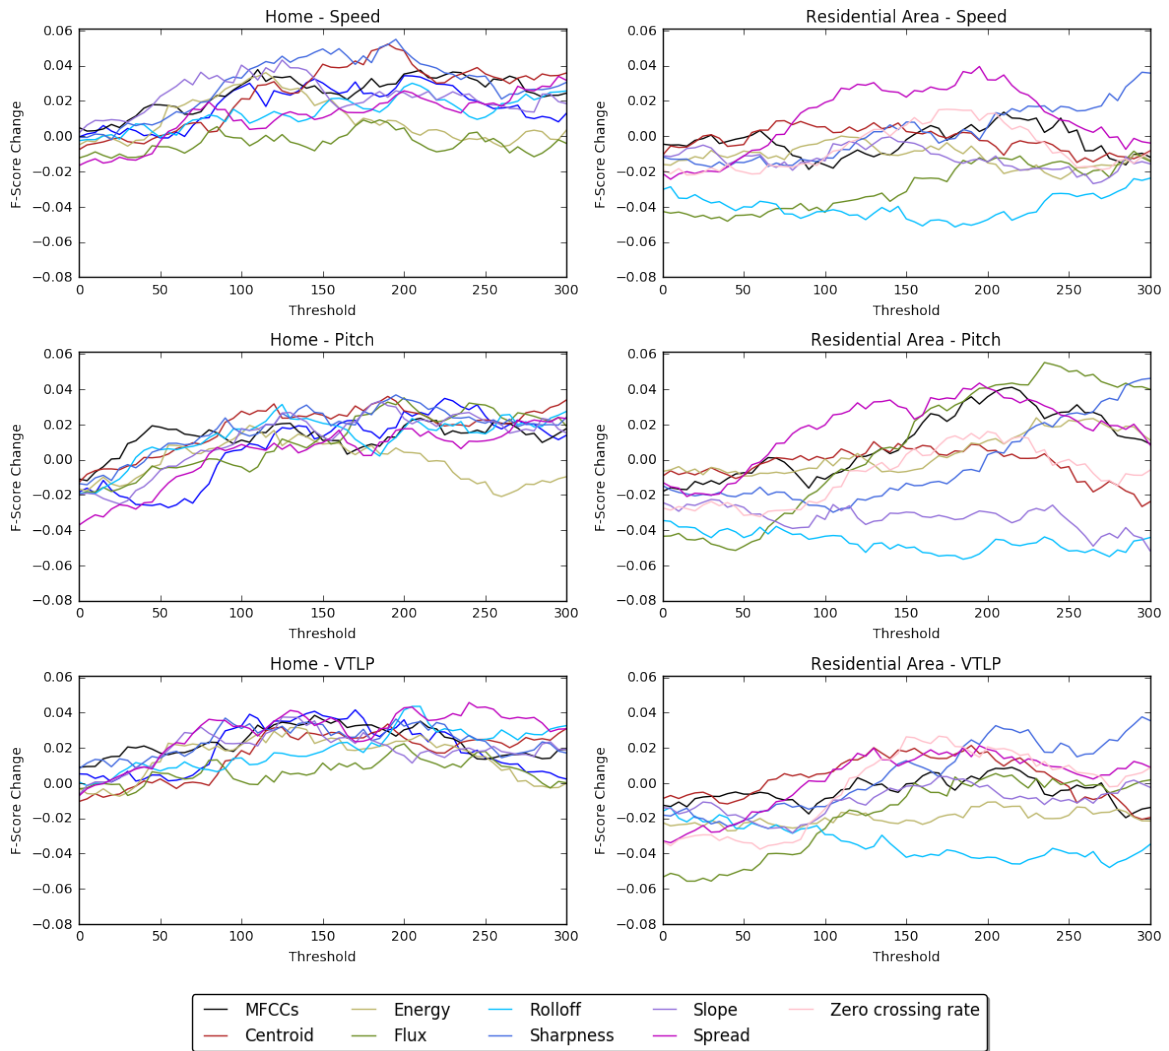 Home - Speed
Residential Area - Speed
0.06
0.04
0.02
0.00
−0.02
−0.04
−0.06
−0.08
F-Score Change
0 50 100 150 200 250 300
Threshold
0.06
0.04
0.02
0.00
−0.02
−0.04
−0.06
−0.08
F-Score Change
0 50 100 150 200 250 300
Threshold
Home - Pitch
Residential Area - Pitch
0.06
0.04
0.02
0.00
−0.02
−0.04
−0.06
−0.08
F-Score Change
0 50 100 150 200 250 300
Threshold
0.06
0.04
0.02
0.00
−0.02
−0.04
−0.06
−0.08
F-Score Change
0 50 100 150 200 250 300
Threshold
Home - VTLP
Residential Area - VTLP
0.06
0.04
0.02
0.00
−0.02
−0.04
−0.06
−0.08
F-Score Change
0 50 100 150 200 250 300
Threshold
0.06
0.04
0.02
0.00
−0.02
−0.04
−0.06
−0.08
F-Score Change
0 50 100 150 200 250 300
Threshold
MFCCs Energy Rolloff Slope Zero crossing rate
Centroid Flux Sharpness Spread